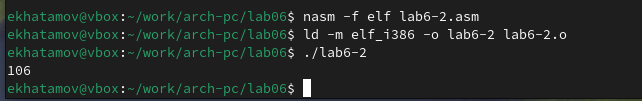 ekhatamov@vbox:~/work/arch-pc/lab06$ nasm -f elf lab6-2.asm
ekhatamov@vbox:~/work/arch-pc/lab06$ ld -m elf_i386 -o lab6-2 lab6-2.o
ekhatamov@vbox:~/work/arch-pc/lab06$ ./lab6-2
106
ekhatamov@vbox:~/work/arch-pc/lab06$